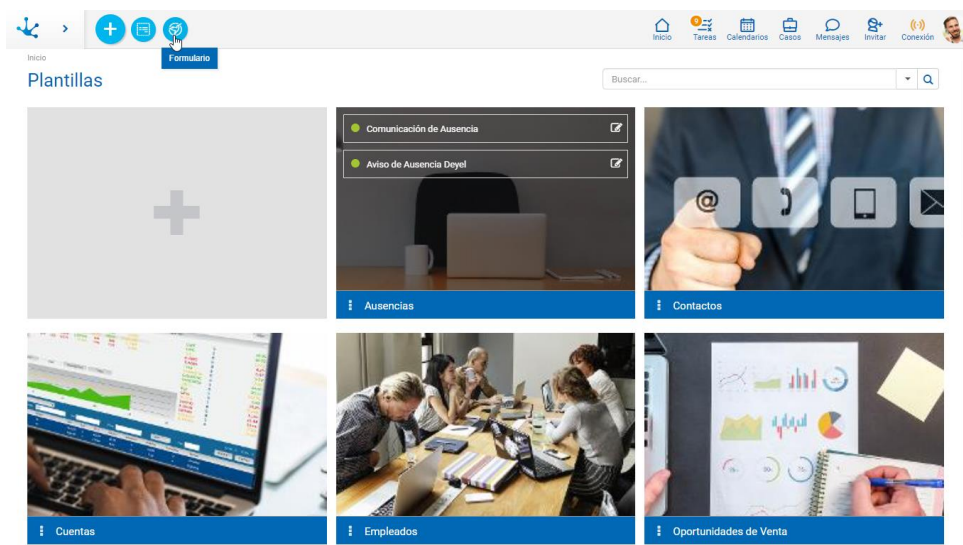 9
Inicio
Tareas
Calendarios
Casos
Mensajes
Invitar
Conexión
Inicio
Formulario
Plantillas
Buscar...
Comunicación de Ausencia
Aviso de Ausencia Deyel
@
Ausencias
Contactos
Cuentas
Empleados
Oportunidades de Venta